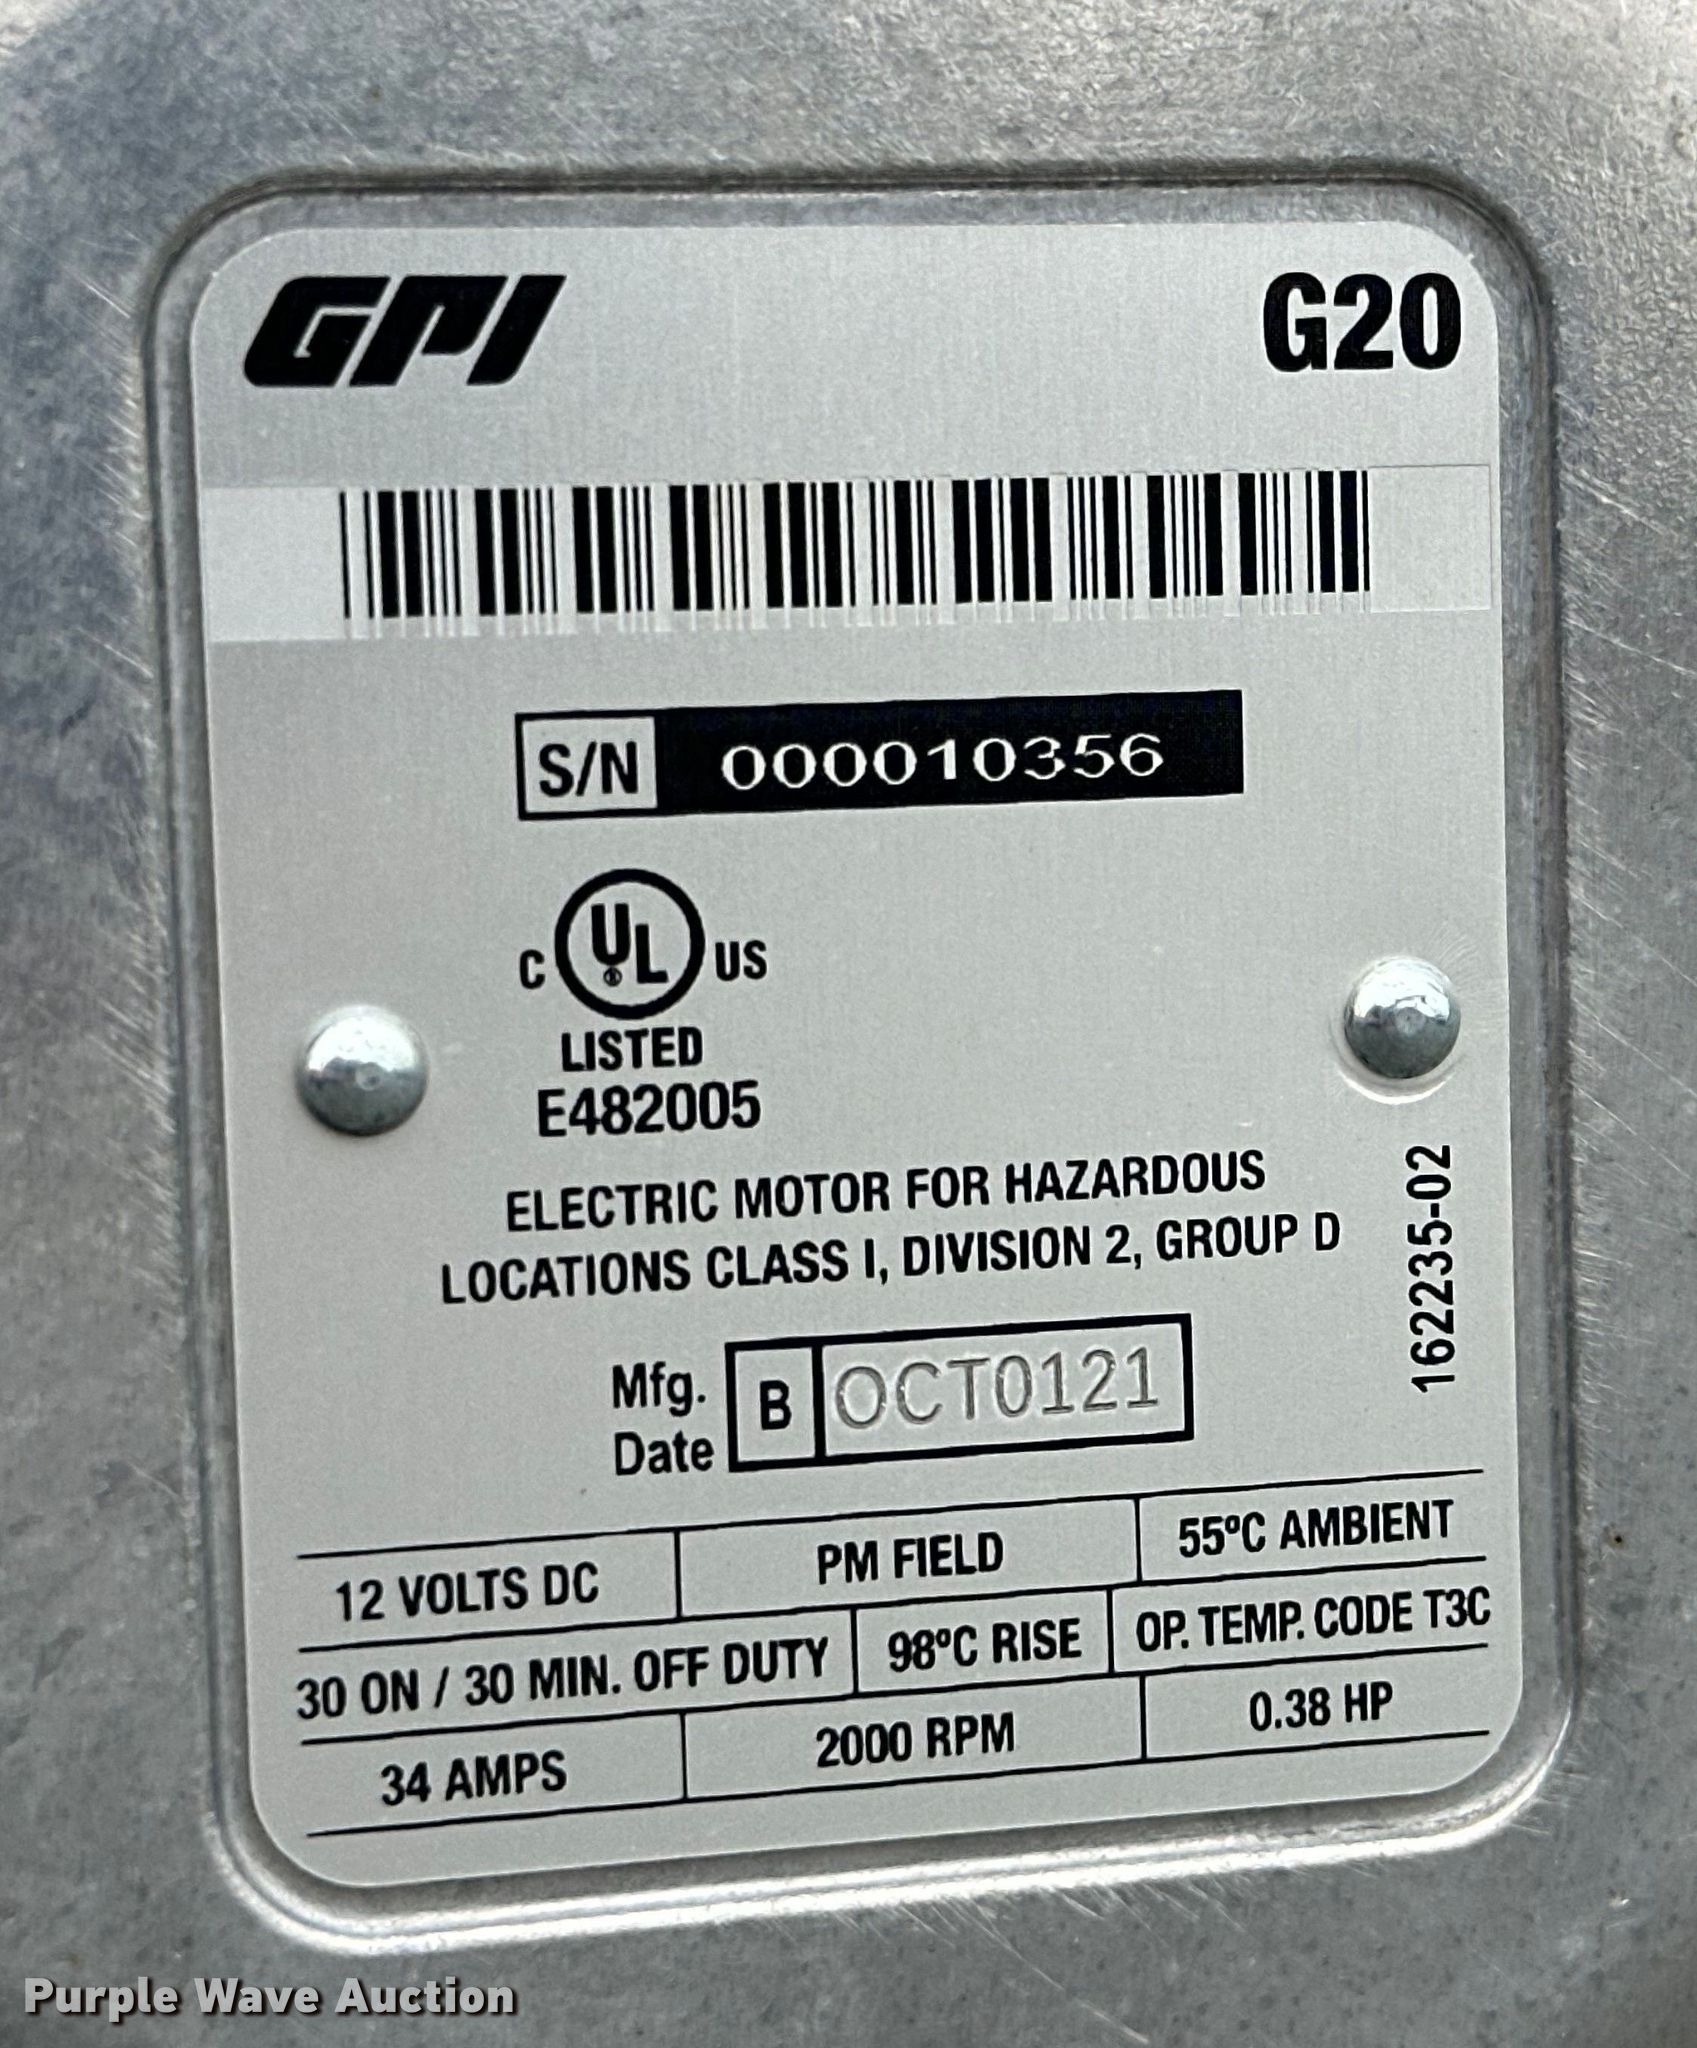 GPI G20
S/N 000010356
C UL® US
LISTED
E482005
ELECTRIC MOTOR FOR HAZARDOUS
LOCATIONS CLASS I, DIVISION 2, GROUP D
162235-02
Mfg. Date B OCT0121
12 VOLTS DC PM FIELD 55ºC AMBIENT
30 ON / 30 MIN. OFF DUTY 98ºC RISE OP. TEMP. CODE T3C
34 AMPS 2000 RPM 0.38 HP
Purple Wave Auction